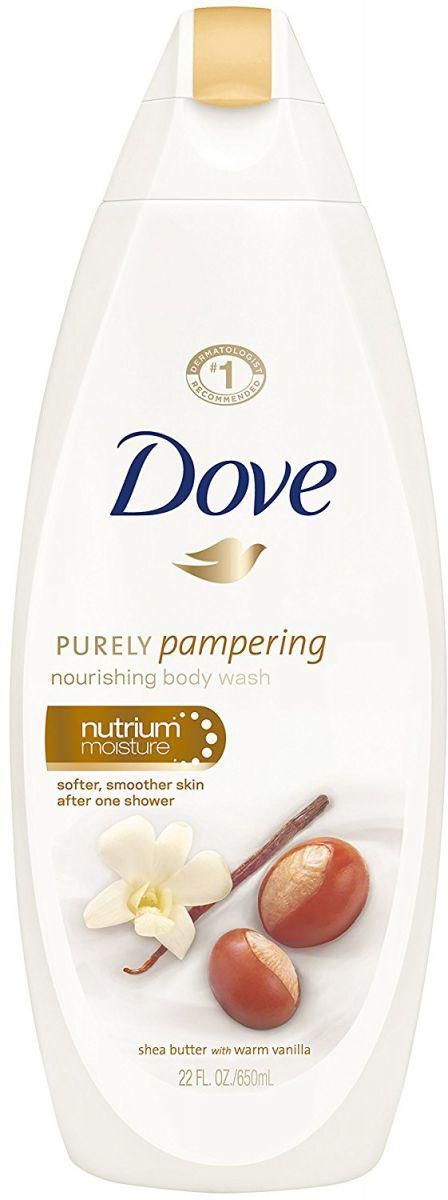 DERMATOLOGIST
#1
RECOMMENDED
Dove
PURELY pampering
nourishing body wash
nutrium
moisture
softer, smoother skin
after one shower
shea butter with warm vanilla
22 FL. OZ./650mL